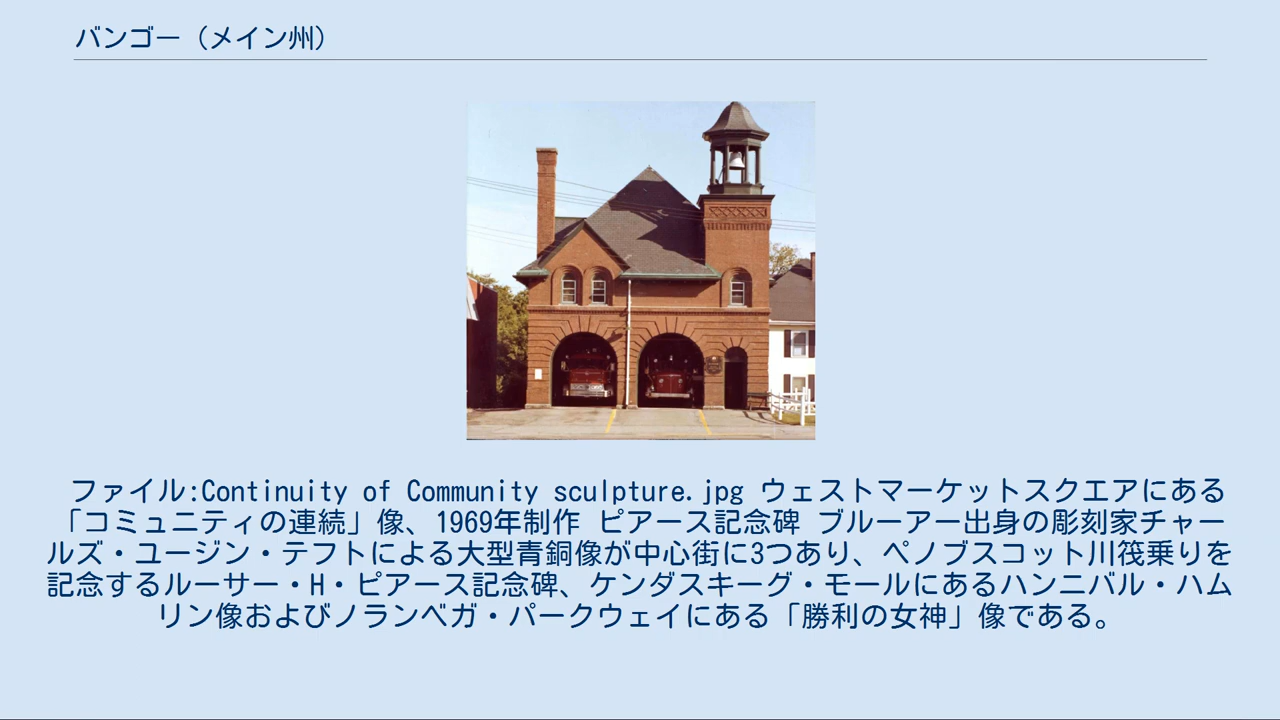 バンゴー（メイン州）
ファイル:Continuity of Community sculpture.jpg ウェストマーケットスクエアにある
「コミュニティの連続」像、1969年制作 ピアース記念碑 ブルーアー出身の彫刻家チャー
ルズ・ユージン・テフトによる大型青銅像が中心街に3つあり、ペノブスコット川筏乗りを
記念するルーサー・H・ピアース記念碑、ケンダスキーグ・モールにあるハンニバル・ハム
リン像およびノランベガ・パークウェイにある「勝利の女神」像である。